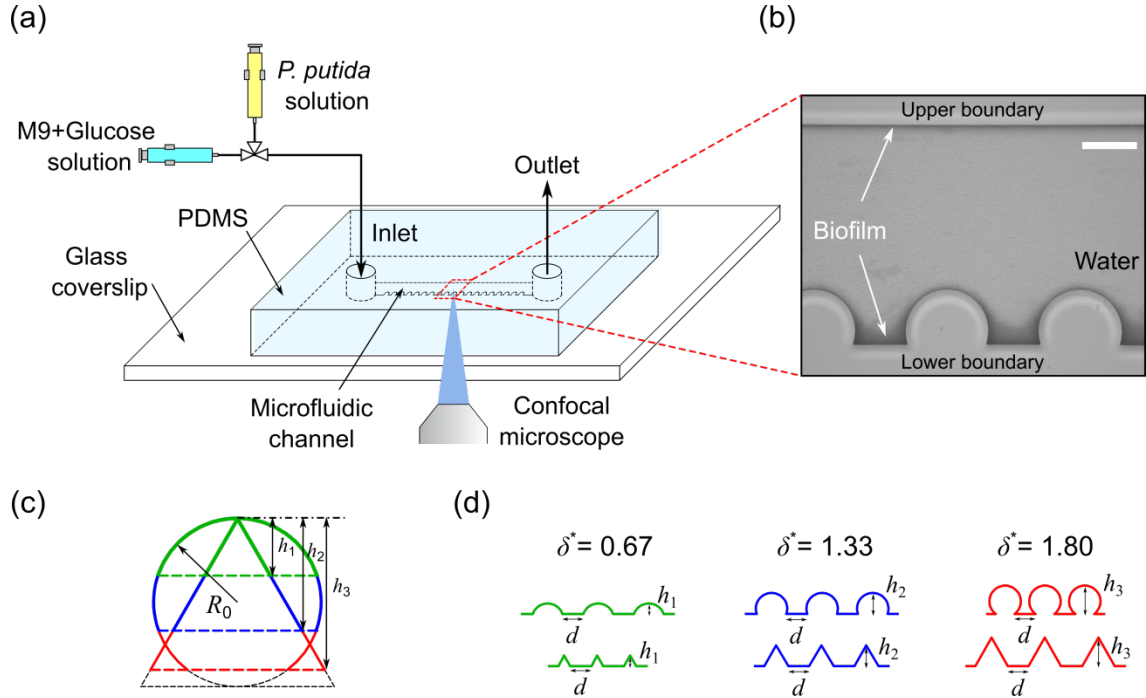 (a)
P. putida
solution
M9+Glucose
solution
Outlet
PDMS
Inlet
Glass
coverslip
Microfluidic
channel
Confocal
microscope
(b)
Upper boundary
Biofilm
Water
Lower boundary
(c)
h₁
h₂
h₃
R₀
(d)
δ* = 0.67
δ* = 1.33
δ* = 1.80
h₁
h₂
h₃
d
d
d
h₁
h₂
h₃
d
d
d